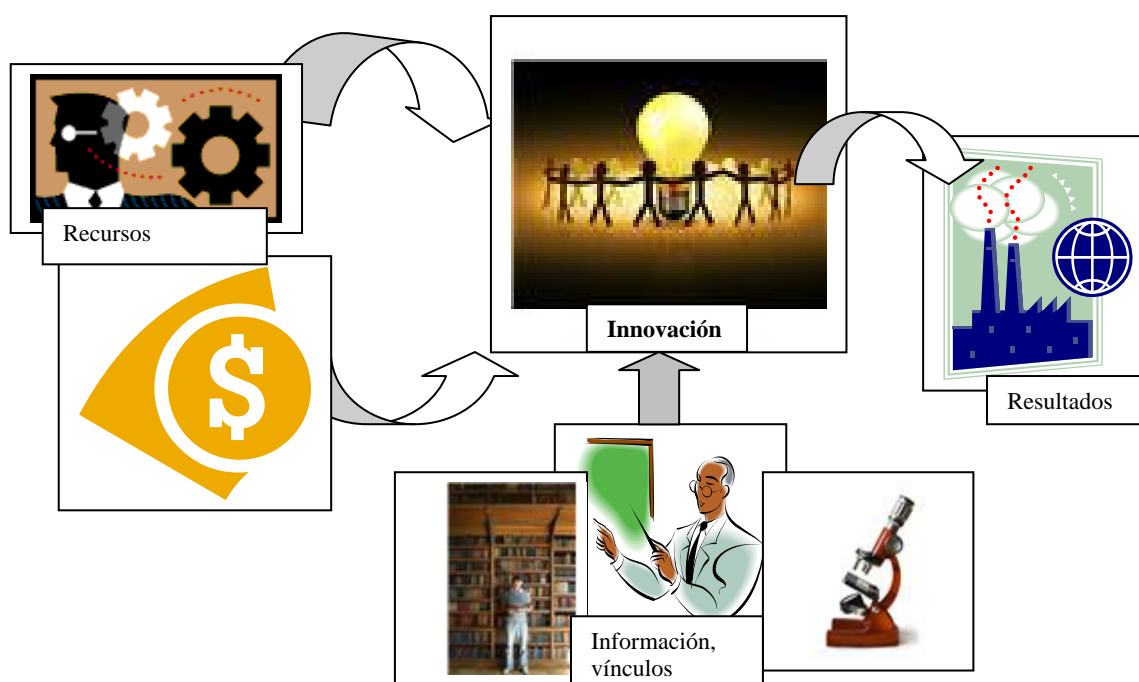 Recursos
Innovación
Resultados
$
Información,
vínculos